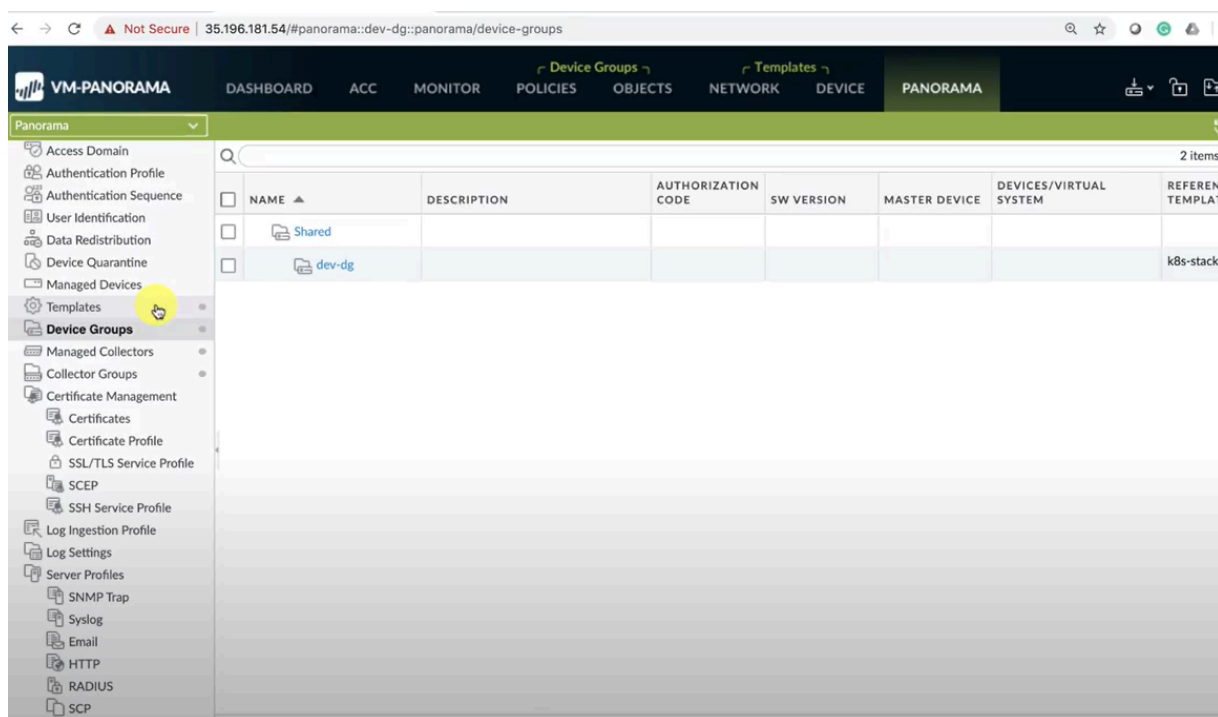 Not Secure | 35.196.181.54/#panorama::dev-dg::panorama/device-groups
VM-PANORAMA
DASHBOARD ACC MONITOR
Device Groups
POLICIES OBJECTS
Templates
NETWORK DEVICE
PANORAMA
Panorama
Access Domain
Authentication Profile
Authentication Sequence
User Identification
Data Redistribution
Device Quarantine
Managed Devices
Templates
Device Groups
Managed Collectors
Collector Groups
Certificate Management
Certificates
Certificate Profile
SSL/TLS Service Profile
SCEP
SSH Service Profile
Log Ingestion Profile
Log Settings
Server Profiles
SNMP Trap
Syslog
Email
HTTP
RADIUS
SCP
2 items
NAME DESCRIPTION AUTHORIZATION CODE SW VERSION MASTER DEVICE DEVICES/VIRTUAL SYSTEM REFEREN TEMPLA
Shared
dev-dg k8s-stack